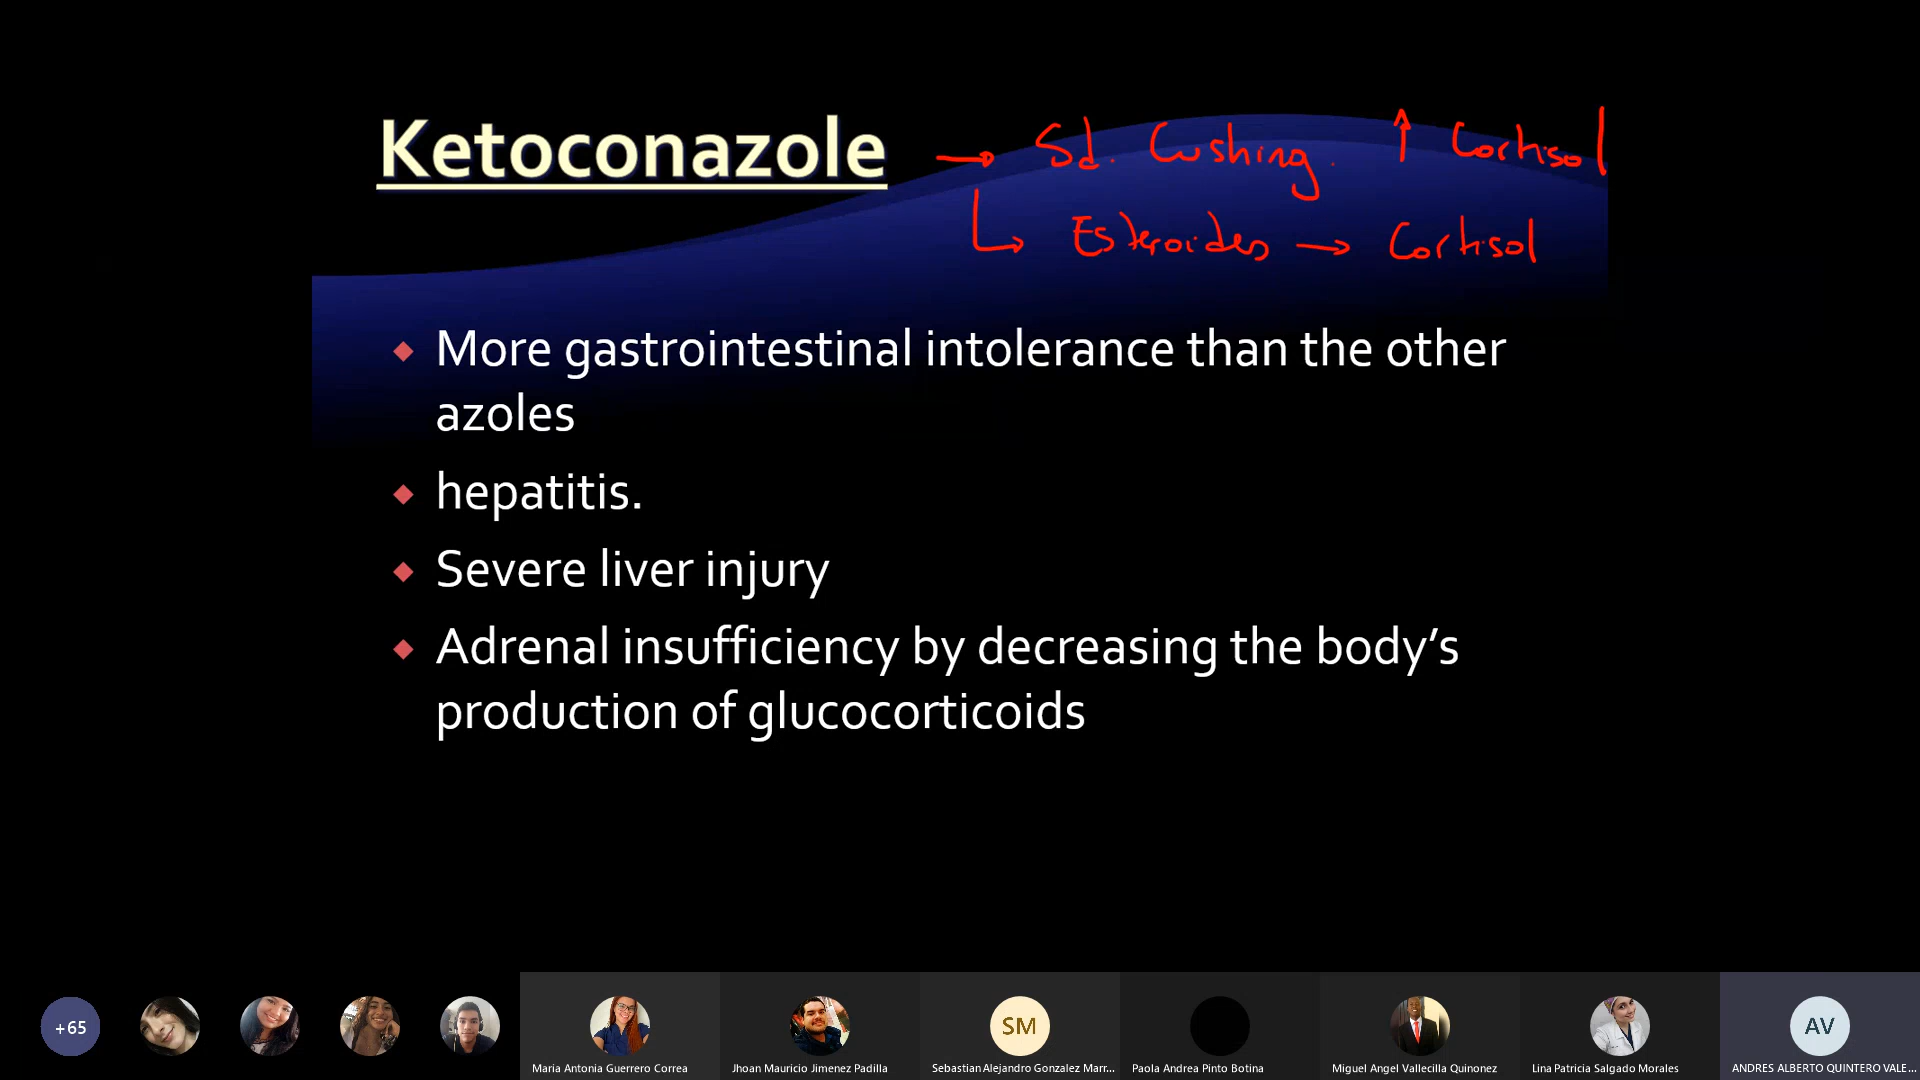 Ketoconazole → Sd. Cushing. ↑ Cortisol
↳ Esteroides → Cortisol
More gastrointestinal intolerance than the other
azoles
hepatitis.
Severe liver injury
Adrenal insufficiency by decreasing the body’s
production of glucocorticoids
+65
SM
AV
Maria Antonia Guerrero Correa
Jhoan Mauricio Jimenez Padilla
Sebastian Alejandro Gonzalez Marr...
Paola Andrea Pinto Botina
Miguel Angel Vallecilla Quinonez
Lina Patricia Salgado Morales
ANDRES ALBERTO QUINTERO VALE...